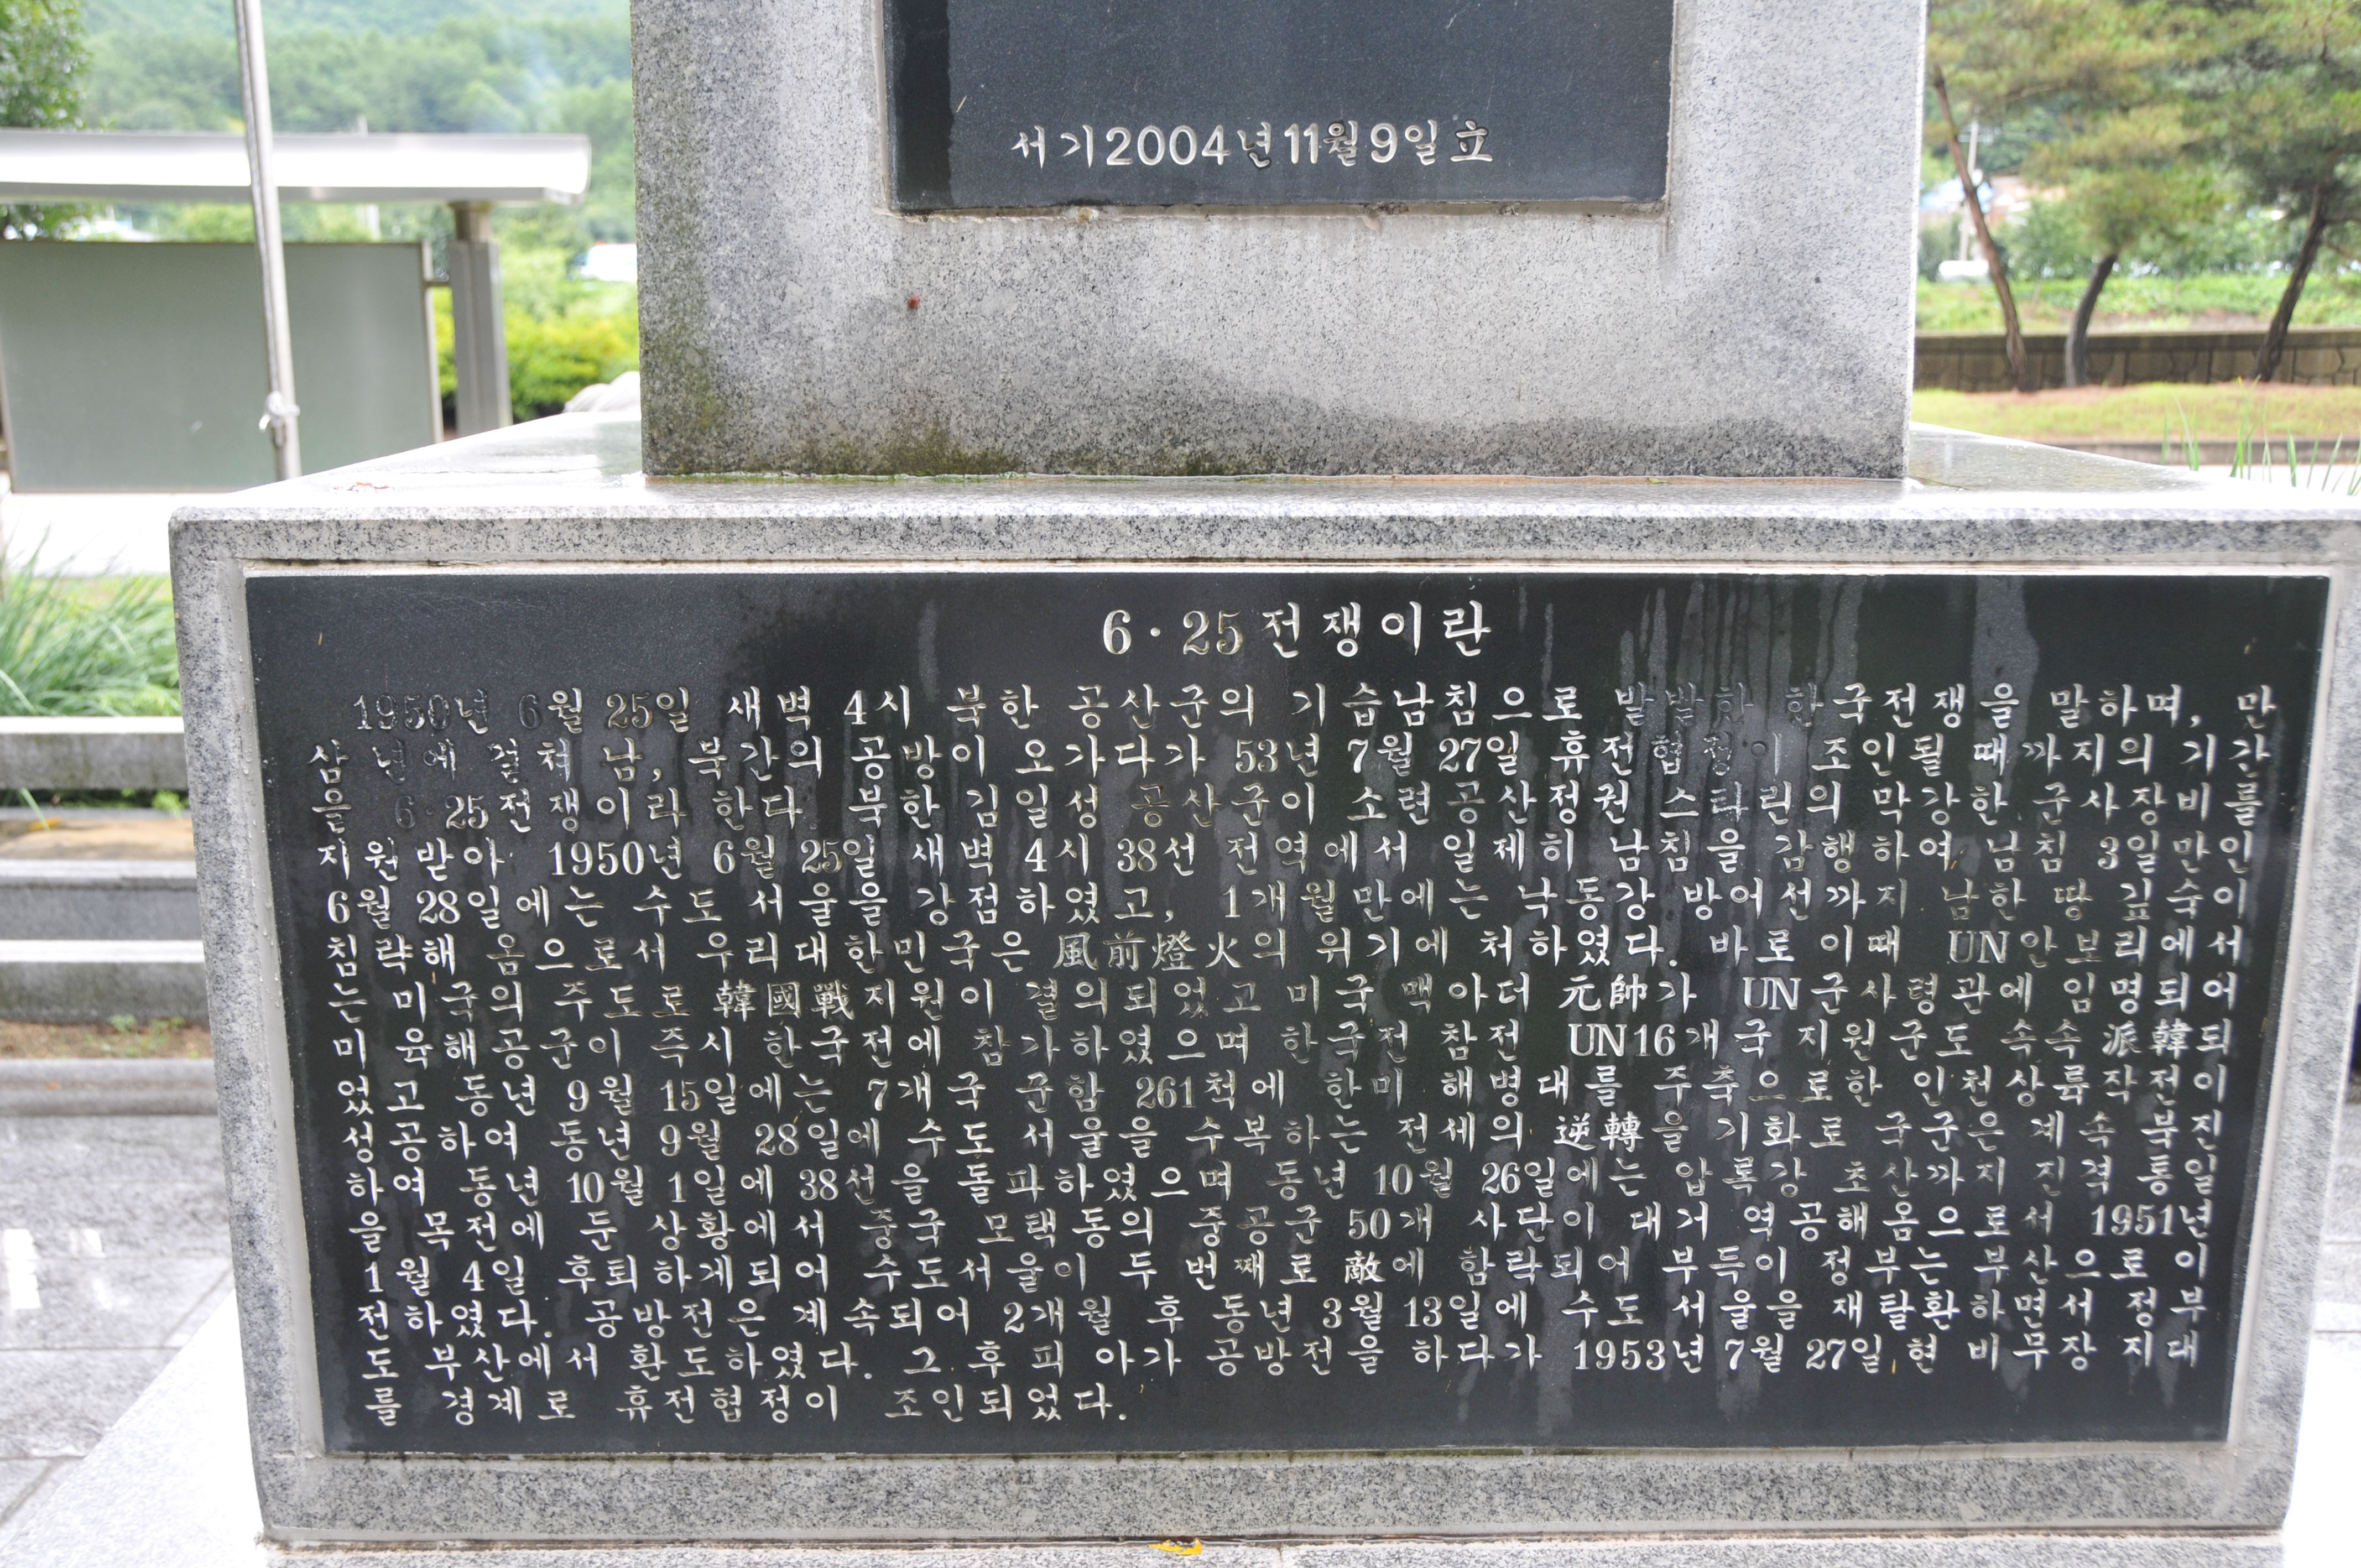 서기2004년11월9일立
6·25전쟁이란
1950년 6월 25일 새벽 4시 북한 공산군의 기습남침으로 발발한 한국전쟁을 말하며, 만
삼년에 걸쳐 남,북간의 공방이 오가다가 53년 7월 27일 휴전협정이 조인될 때까지의 기간
을 6·25전쟁이라 한다. 북한 김일성 공산군이 소련공산정권 스타린의 막강한 군사장비를
지원받아 1950년 6월 25일 새벽 4시 38선 전역에서 일제히 남침을 감행하여 남침 3일만인
6월 28일에는 수도 서울을 강점하였고, 1개월만에는 낙동강 방어선까지 남한 땅 깊숙이
침략해 옴으로서 우리대한민국은 風前燈火의 위기에 처하였다. 바로 이때 UN안보리에서
는 미국의 주도로 韓國戰지원이 결의되었고 미국 맥아더 元帥가 UN군사령관에 임명되어
미 육해공군이 즉시 한국전에 참가하였으며 한국전 참전 UN16개국 지원군도 속속 派韓되
었고 동년 9월 15일에는 7개국 군함 261척에 한미 해병대를 주축으로한 인천상륙작전이
성공하여 동년 9월 28일에 수도 서울을 수복하는 전세의 逆轉을 기화로 국군은 계속 북진
하여 동년 10월 1일에 38선을 돌파하였으며 동년 10월 26일에는 압록강 초산까지 진격 통일
을 목전에 둔 상황에서 중국 모택동의 중공군 50개 사단이 대거 역공해옴으로서 1951년
1월 4일 후퇴하게되어 수도서울이 두 번째로 敵에 함락되어 부득이 정부는부산으로 이
전하였다. 공방전은 계속되어 2개월 후 동년 3월 13일에 수도 서울을 재탈환하면서 정부
도 부산에서 환도하였다. 그 후 피아가 공방전을 하다가 1953년 7월 27일 현 비무장 지대
를 경계로 휴전협정이 조인되었다.